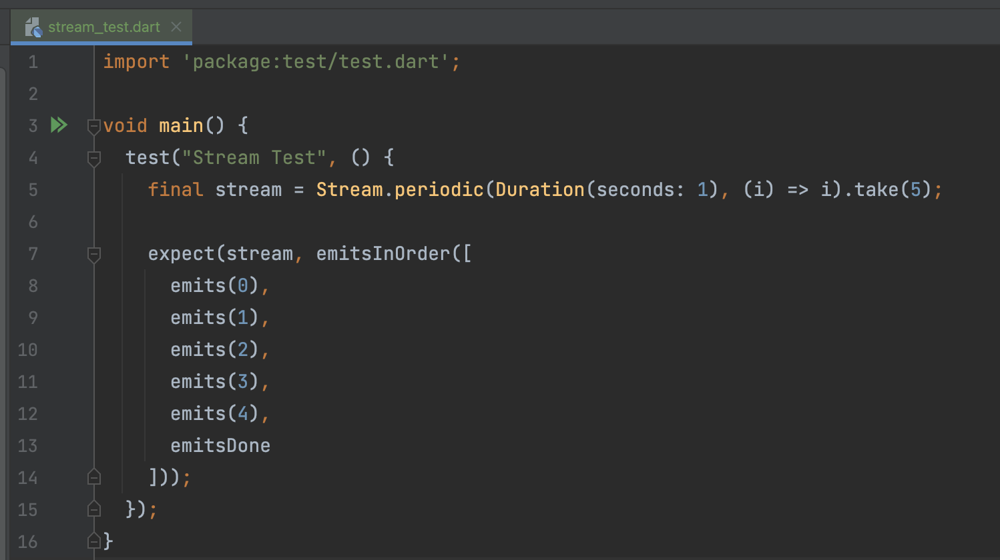 stream_test.dart
1 import 'package:test/test.dart';
2
3 void main() {
4   test("Stream Test", () {
5     final stream = Stream.periodic(Duration(seconds: 1), (i) => i).take(5);
6
7     expect(stream, emitsInOrder([
8       emits(0),
9       emits(1),
10       emits(2),
11       emits(3),
12       emits(4),
13       emitsDone
14     ]));
15   });
16 }